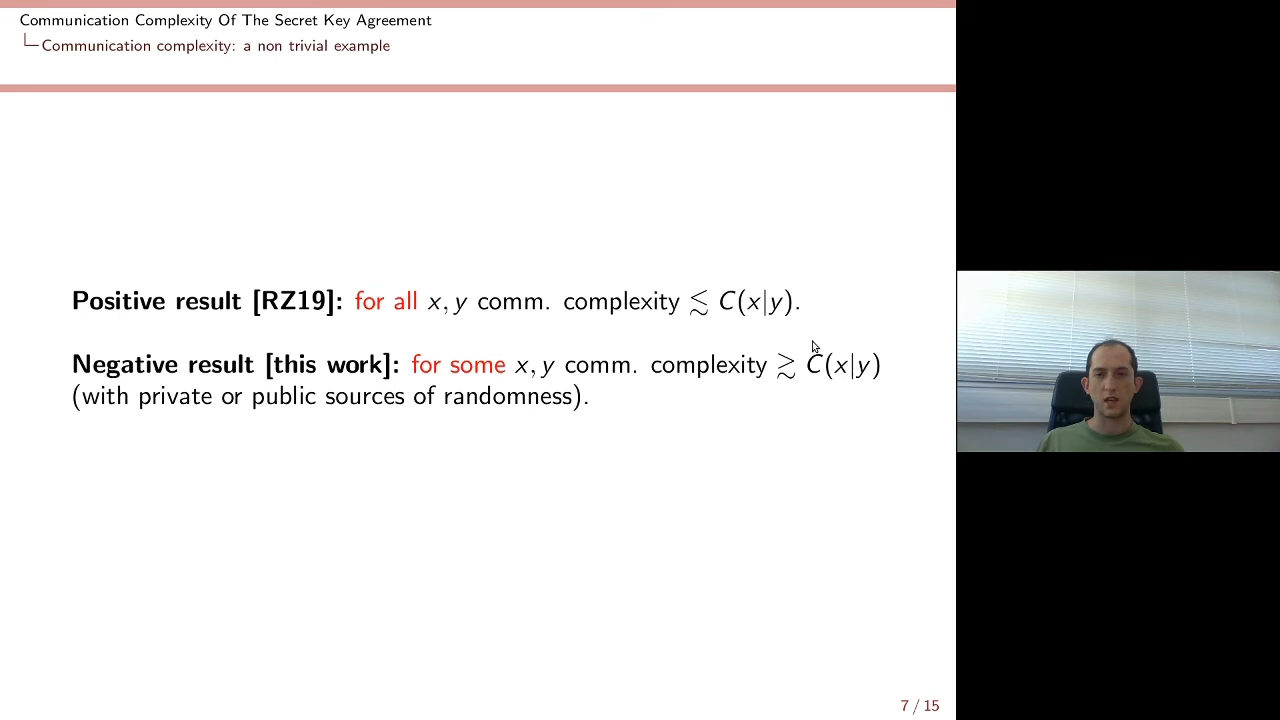 Communication Complexity Of The Secret Key Agreement
Communication complexity: a non trivial example
Positive result [RZ19]: for all x, y comm. complexity ≲ C(x|y).
Negative result [this work]: for some x, y comm. complexity ≳ C(x|y)
(with private or public sources of randomness).
7 / 15